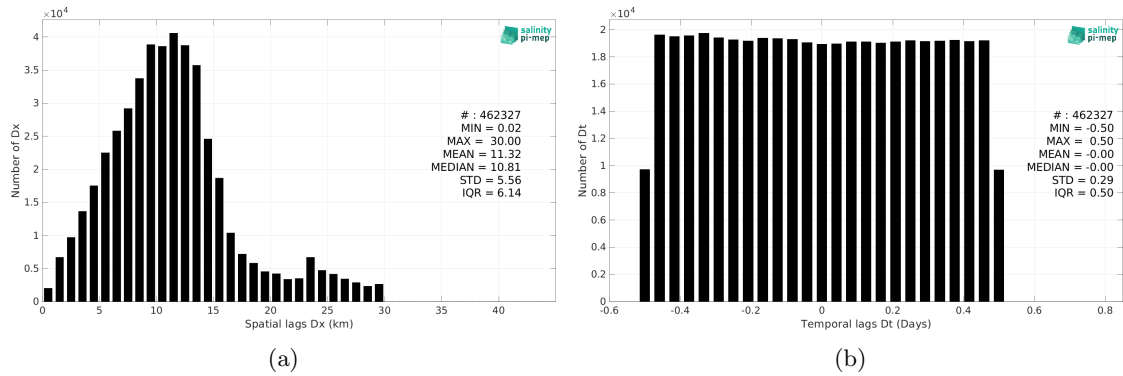 ×10⁴
4
3.5
3
2.5
2
1.5
1
0.5
0
Number of Dx
0 5 10 15 20 25 30 35 40 45
Spatial lags Dx (km)
salinity
pi-mep
# : 462327
MIN = 0.02
MAX = 30.00
MEAN = 11.32
MEDIAN = 10.81
STD = 5.56
IQR = 6.14
(a)
×10⁴
2
1.8
1.6
1.4
1.2
1
0.8
0.6
0.4
0.2
0
Number of Dt
-0.6 -0.4 -0.2 0 0.2 0.4 0.6 0.8
Temporal lags Dt (Days)
salinity
pi-mep
# : 462327
MIN = -0.50
MAX = 0.50
MEAN = -0.00
MEDIAN = -0.00
STD = 0.29
IQR = 0.50
(b)